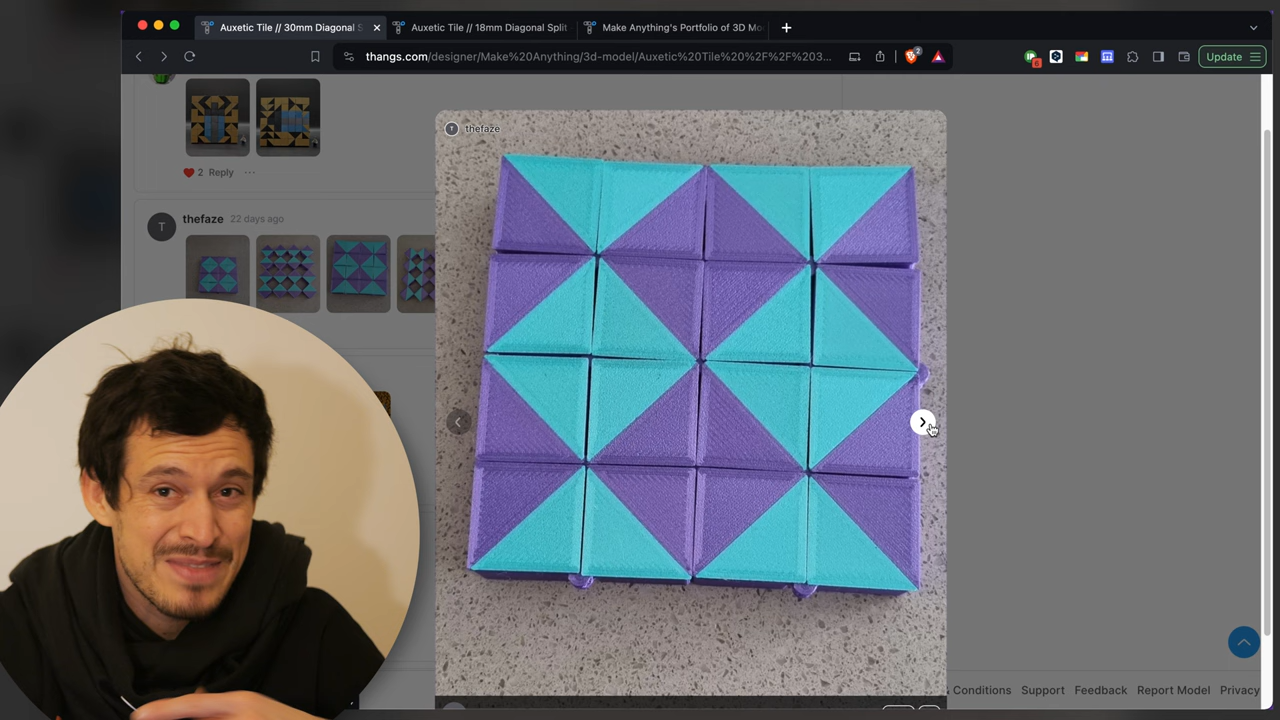 Auxetic Tile // 30mm Diagonal S
Auxetic Tile // 18mm Diagonal Split
Make Anything's Portfolio of 3D Mo
thangs.com/designer/Make%20Anything/3d-model/Auxetic%20Tile%20%2F%2F%203...
2
6
Update
thefaze
2 Reply
T
thefaze 22 days ago
T
Conditions Support Feedback Report Model Privacy